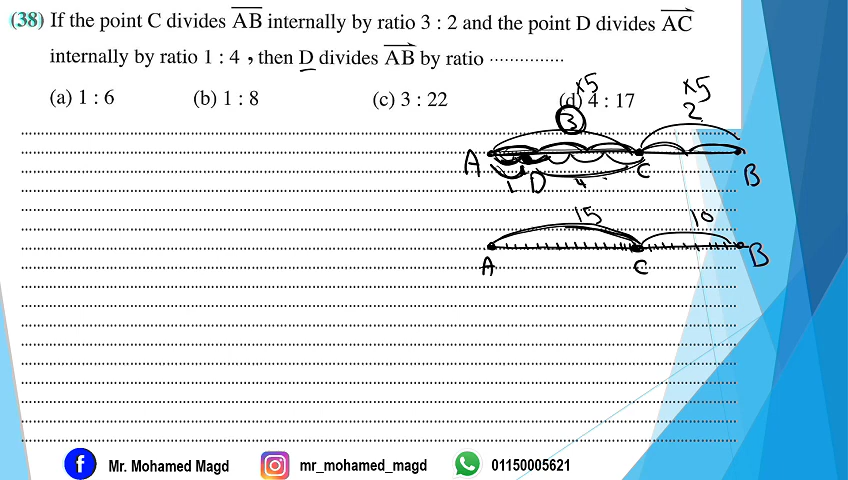 (38) If the point C divides AB internally by ratio 3 : 2 and the point D divides AC
internally by ratio 1 : 4 , then D divides AB by ratio ...............
(a) 1 : 6 (b) 1 : 8 (c) 3 : 22 (d) 4 : 17
×5 ×5
3 2
A D C B
1 4
15 10
A C B
Mr. Mohamed Magd mr_mohamed_magd 01150005621